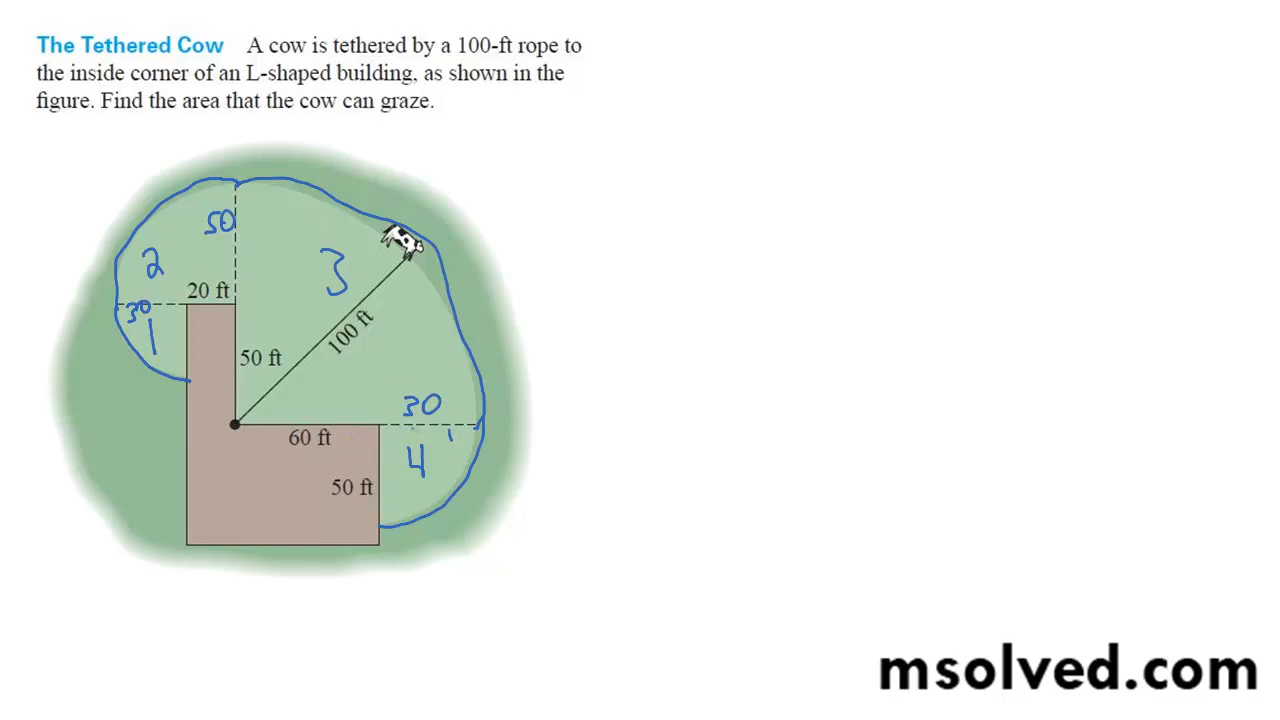 The Tethered Cow A cow is tethered by a 100-ft rope to
the inside corner of an L-shaped building, as shown in the
figure. Find the area that the cow can graze.
50
2
3
20 ft
30
1
50 ft
100 ft
30
60 ft
4
50 ft
msolved.com